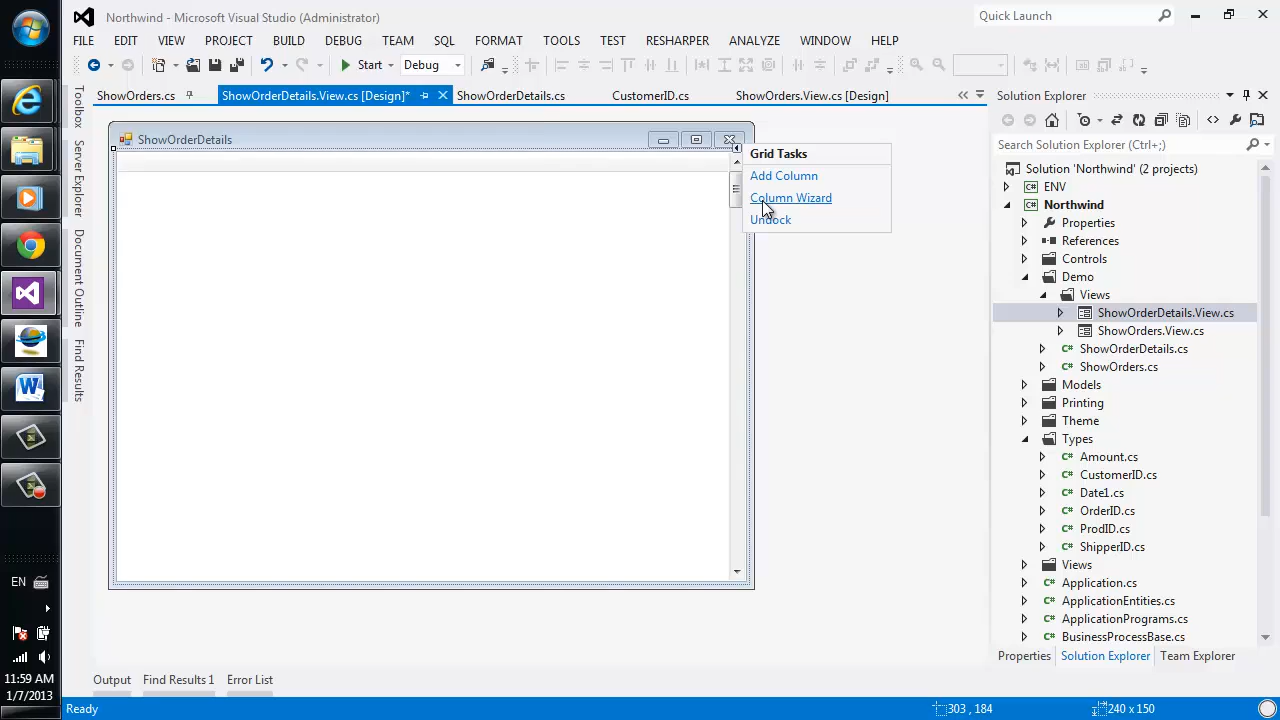 Northwind - Microsoft Visual Studio (Administrator)
Quick Launch
FILE EDIT VIEW PROJECT BUILD DEBUG TEAM SQL FORMAT TOOLS TEST RESHARPER ANALYZE WINDOW HELP
Start Debug
ShowOrders.cs ShowOrderDetails.View.cs [Design]* ShowOrderDetails.cs CustomerID.cs ShowOrders.View.cs [Design]
Toolbox
Server Explorer
Document Outline
Find Results
ShowOrderDetails
Grid Tasks
Add Column
Column Wizard
Undock
Solution Explorer
Search Solution Explorer (Ctrl+;)
Solution 'Northwind' (2 projects)
ENV
Northwind
Properties
References
Controls
Demo
Views
ShowOrderDetails.View.cs
ShowOrders.View.cs
ShowOrderDetails.cs
ShowOrders.cs
Models
Printing
Theme
Types
Amount.cs
CustomerID.cs
Date1.cs
OrderID.cs
ProdID.cs
ShipperID.cs
Views
Application.cs
ApplicationEntities.cs
ApplicationPrograms.cs
BusinessProcessBase.cs
Properties Solution Explorer Team Explorer
Output Find Results 1 Error List
Ready 303 , 184 240 x 150
EN
11:59 AM
1/7/2013